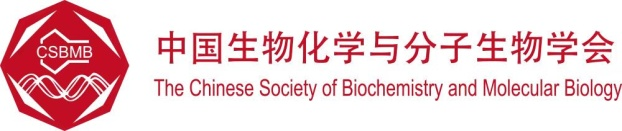 CSBMB
中国生物化学与分子生物学会
The Chinese Society of Biochemistry and Molecular Biology